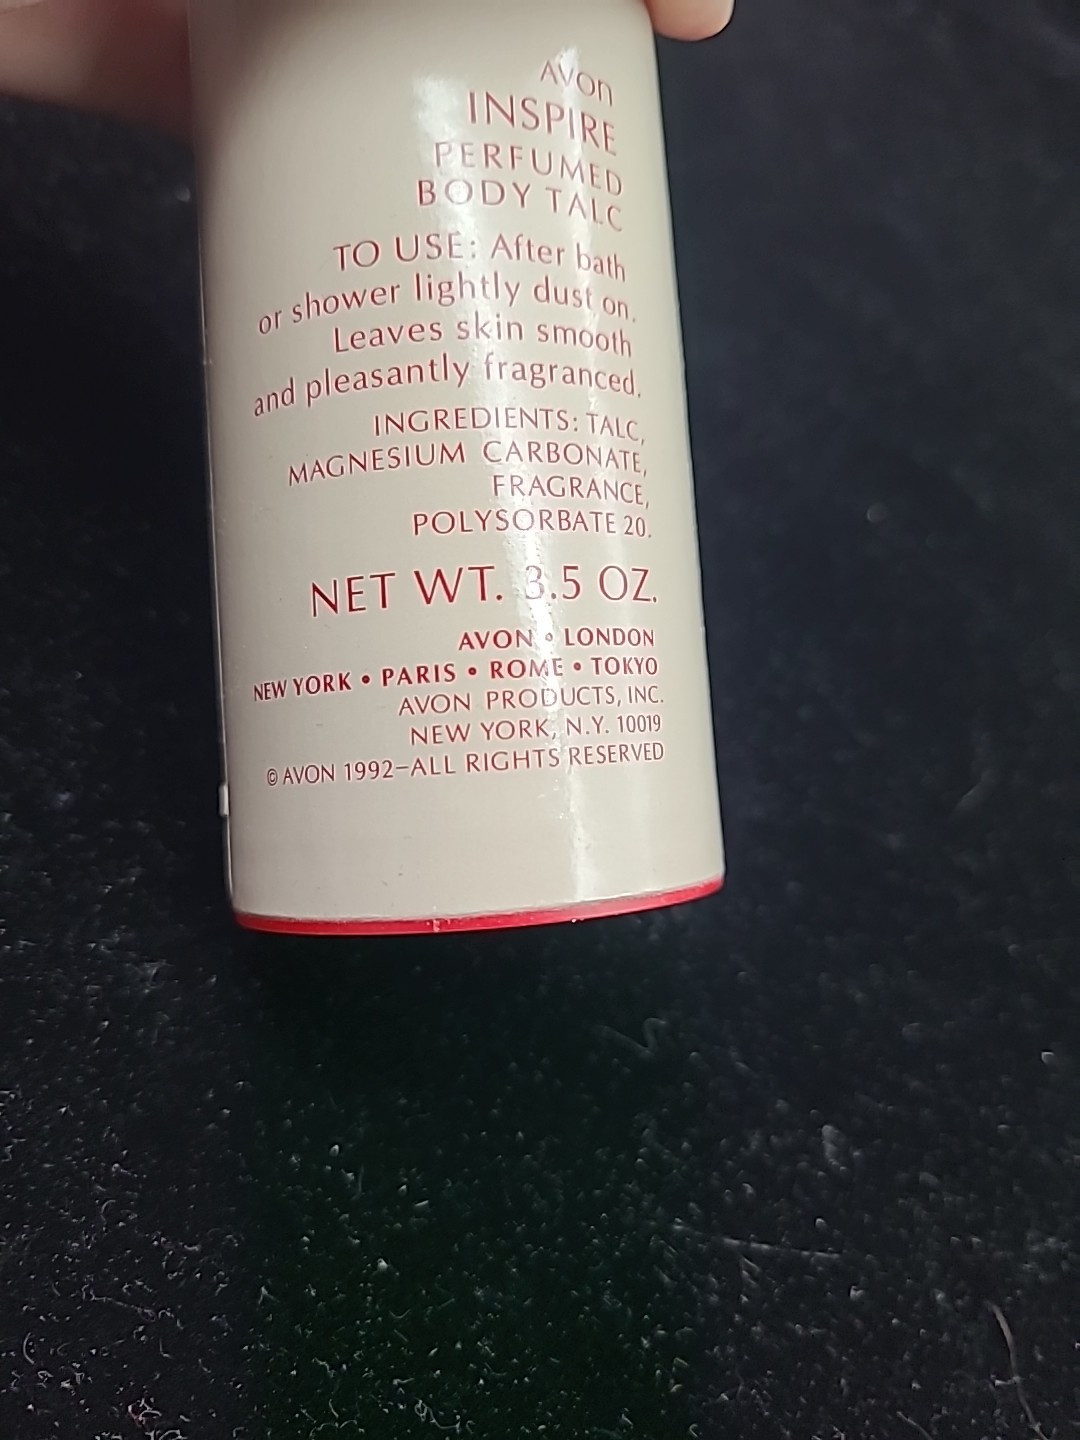 AVON
INSPIRE
PERFUMED
BODY TALC
TO USE: After bath
or shower lightly dust on.
Leaves skin smooth
and pleasantly fragranced.
INGREDIENTS: TALC,
MAGNESIUM CARBONATE,
FRAGRANCE,
POLYSORBATE 20.
NET WT. 3.5 OZ.
AVON • LONDON
NEW YORK • PARIS • ROME • TOKYO
AVON PRODUCTS, INC.
NEW YORK, N.Y. 10019
© AVON 1992–ALL RIGHTS RESERVED